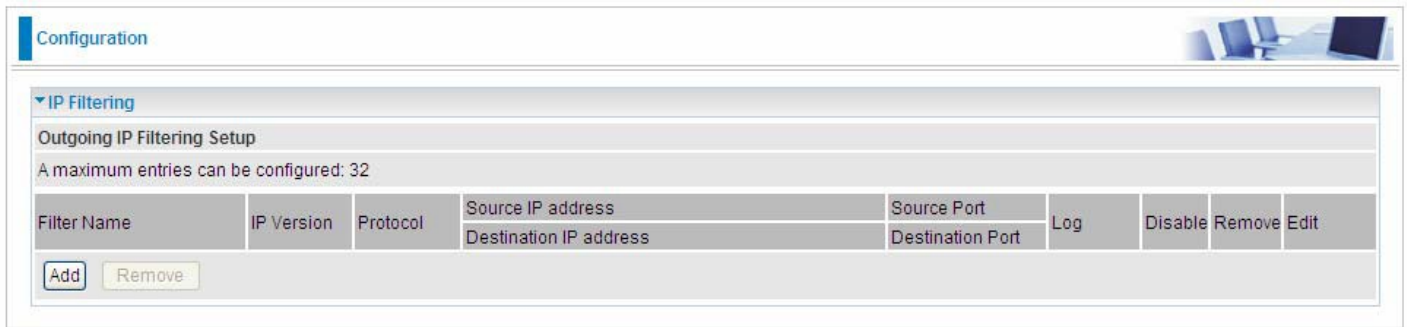 Configuration
IP Filtering
Outgoing IP Filtering Setup
A maximum entries can be configured: 32
Filter Name IP Version Protocol Source IP address Source Port Log Disable Remove Edit
Destination IP address Destination Port
Add Remove